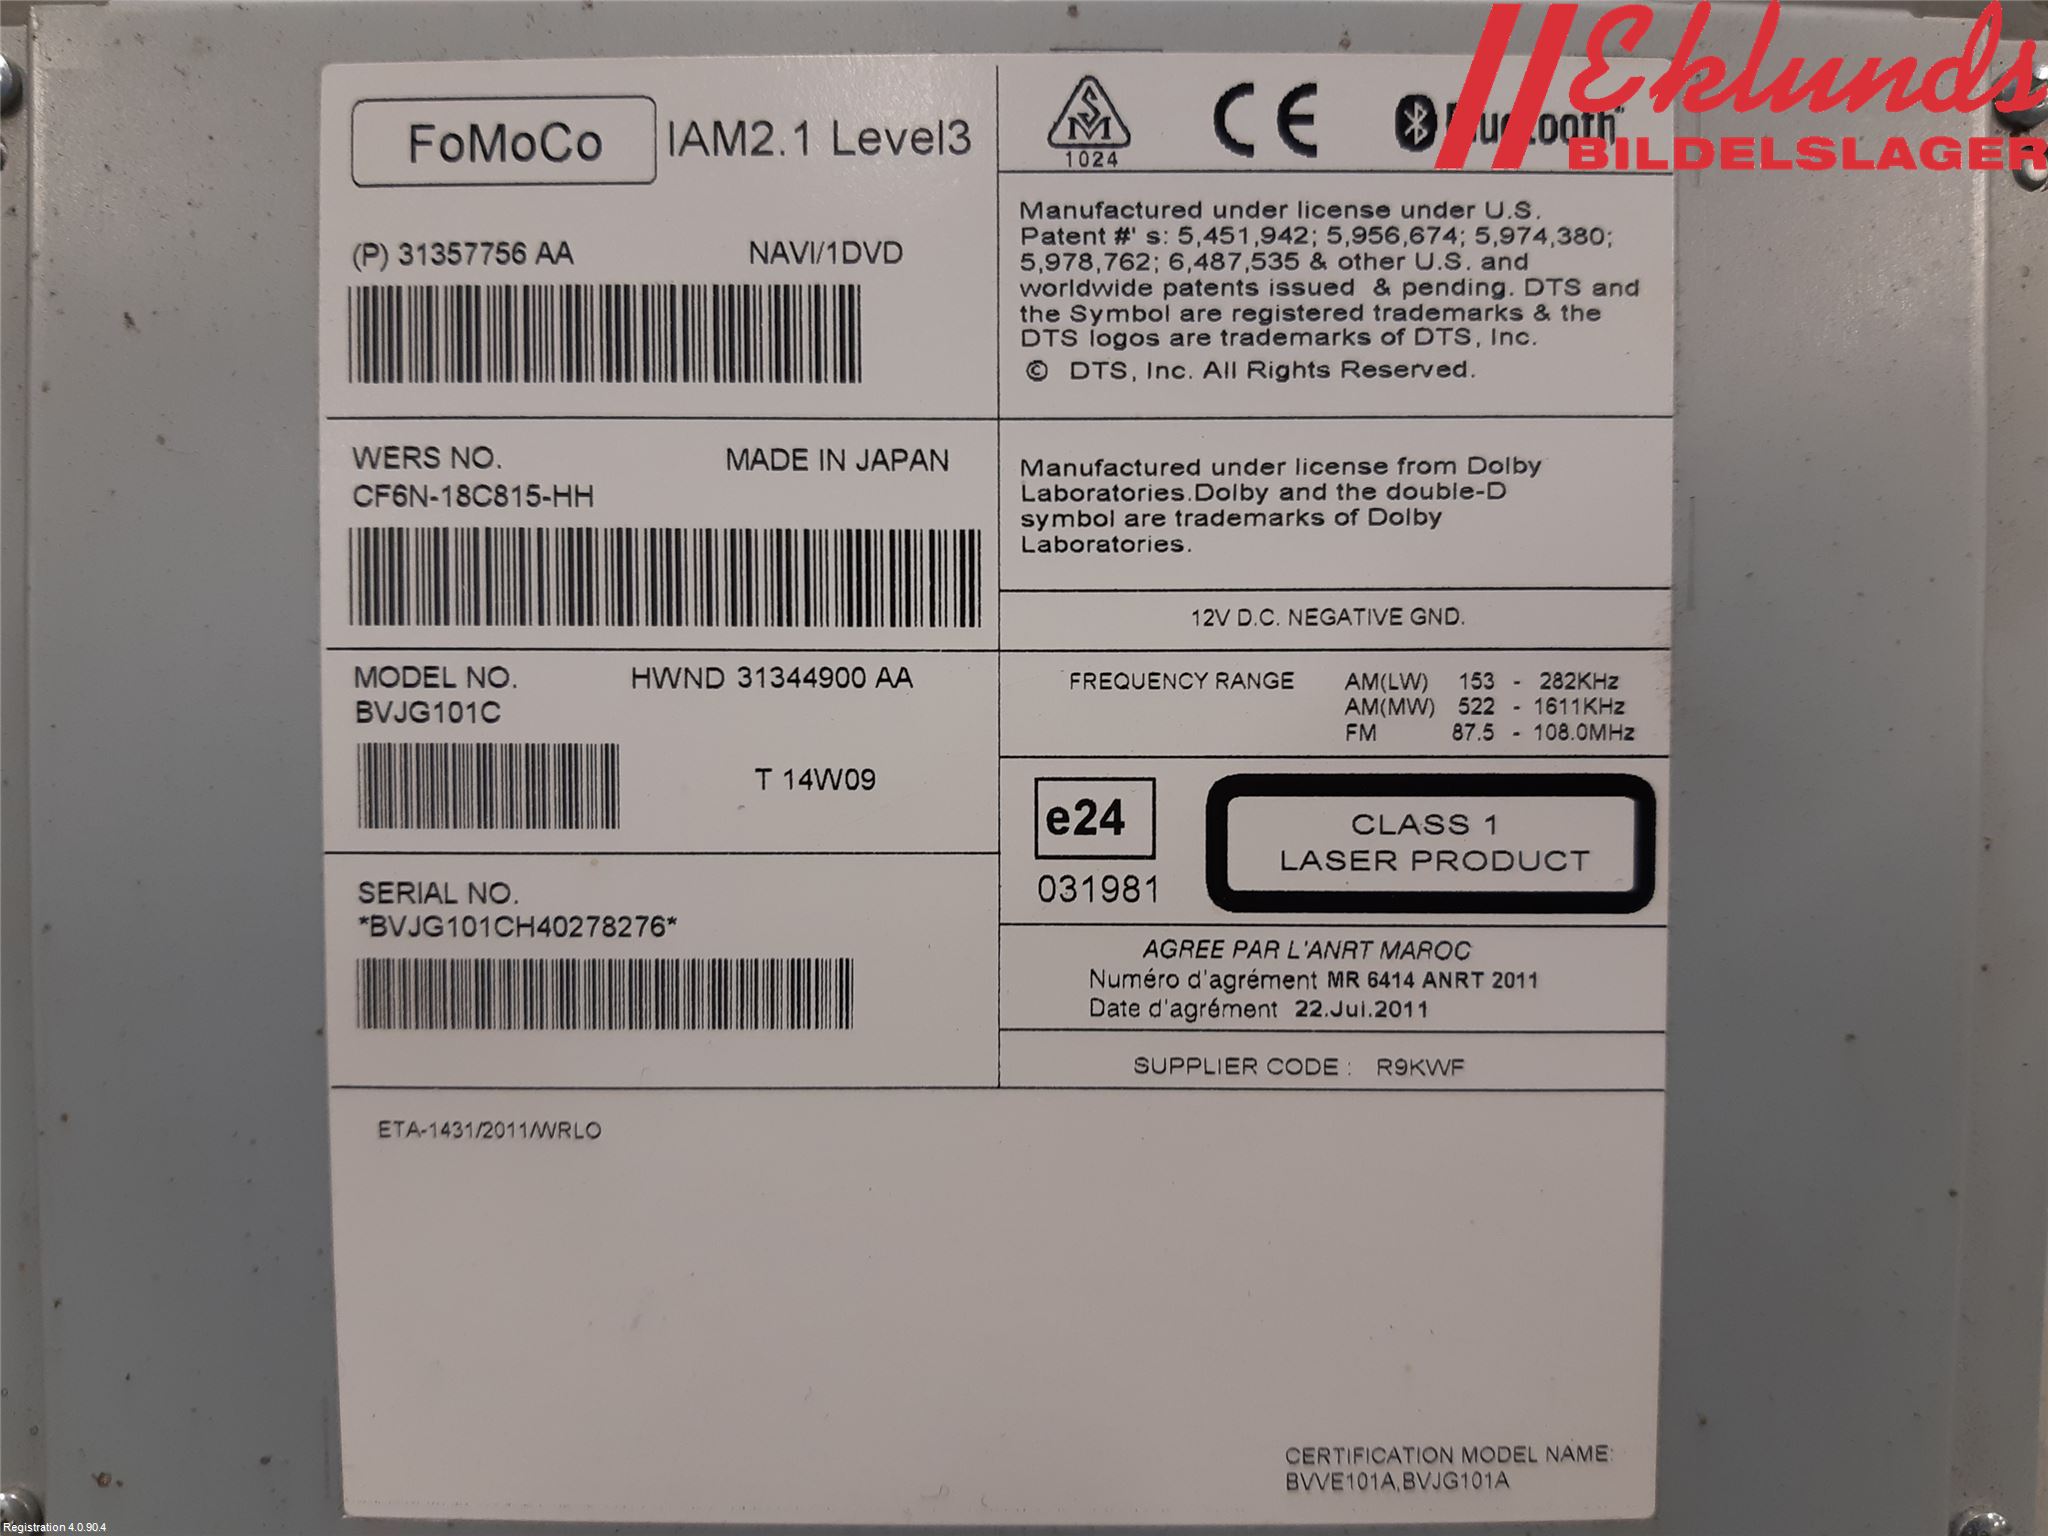 FoMoCo IAM2.1 Level3
(P) 31357756 AA NAVI/1DVD
WERS NO. MADE IN JAPAN
CF6N-18C815-HH
MODEL NO. HWND 31344900 AA
BVJG101C
T 14W09
SERIAL NO.
*BVJG101CH40278276*
SM
1024
CE
Bluetooth
Eklunds
BILDELSLAGER
Manufactured under license under U.S.
Patent #' s: 5,451,942; 5,956,674; 5,974,380;
5,978,762; 6,487,535 & other U.S. and
worldwide patents issued & pending. DTS and
the Symbol are registered trademarks & the
DTS logos are trademarks of DTS, Inc.
© DTS, Inc. All Rights Reserved.
Manufactured under license from Dolby
Laboratories.Dolby and the double-D
symbol are trademarks of Dolby
Laboratories.
12V D.C. NEGATIVE GND.
FREQUENCY RANGE AM(LW) 153 - 282KHz
AM(MW) 522 - 1611KHz
FM 87.5 - 108.0MHz
e24
031981
CLASS 1
LASER PRODUCT
AGREE PAR L'ANRT MAROC
Numéro d'agrément MR 6414 ANRT 2011
Date d'agrément 22.Jul.2011
SUPPLIER CODE : R9KWF
ETA-1431/2011/WRLO
CERTIFICATION MODEL NAME:
BVVE101A,BVJG101A
Registration 4.0.90.4